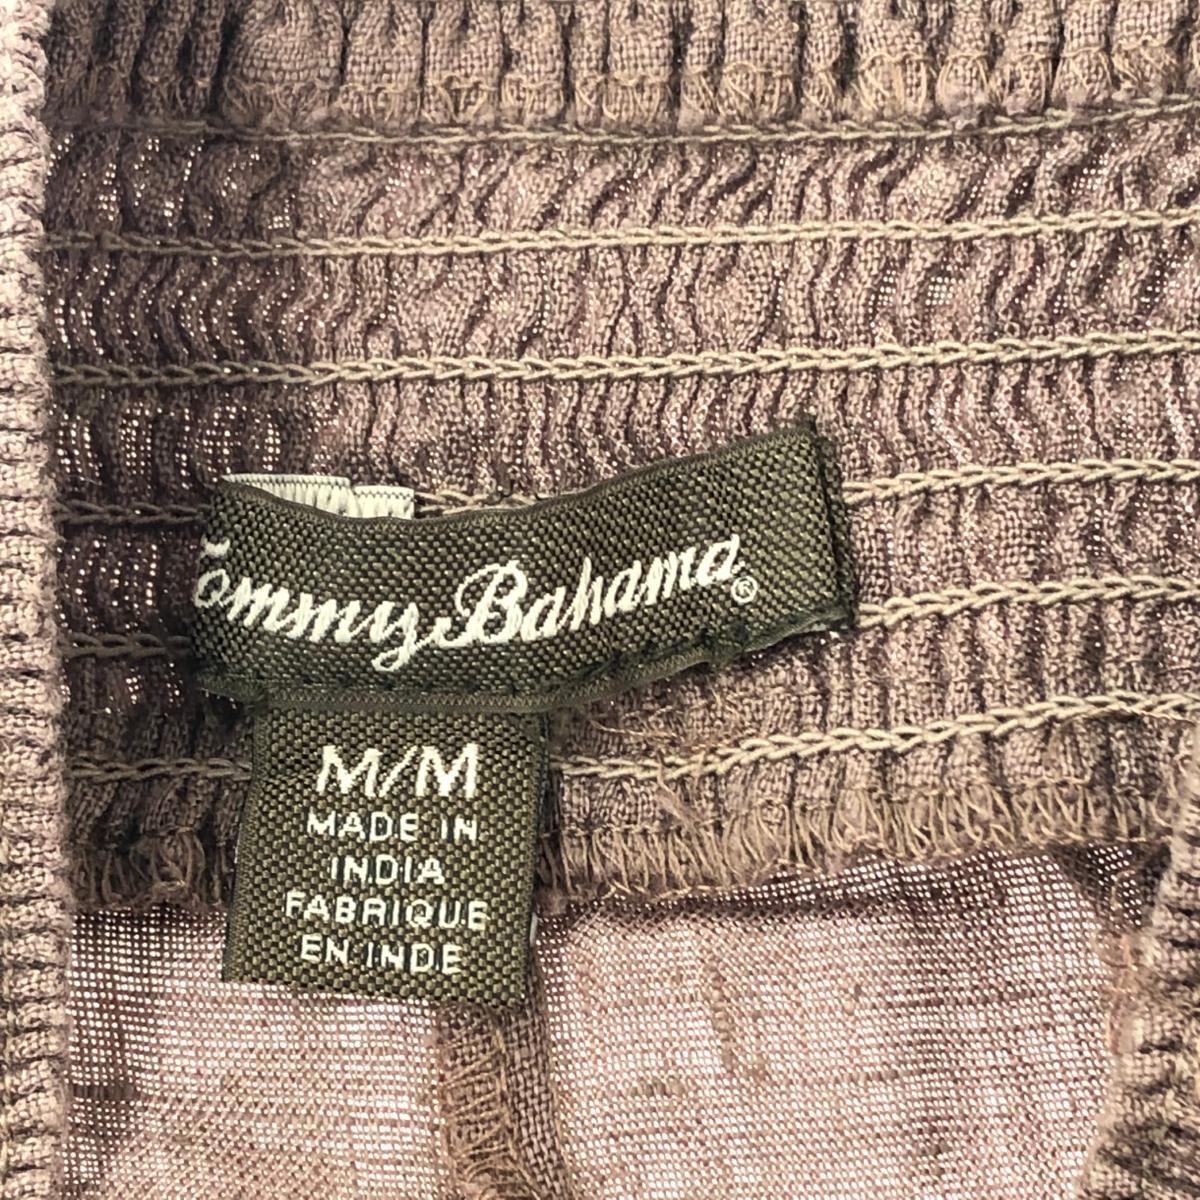 Tommy Bahama®
M/M
MADE IN
INDIA
FABRIQUE
EN INDE